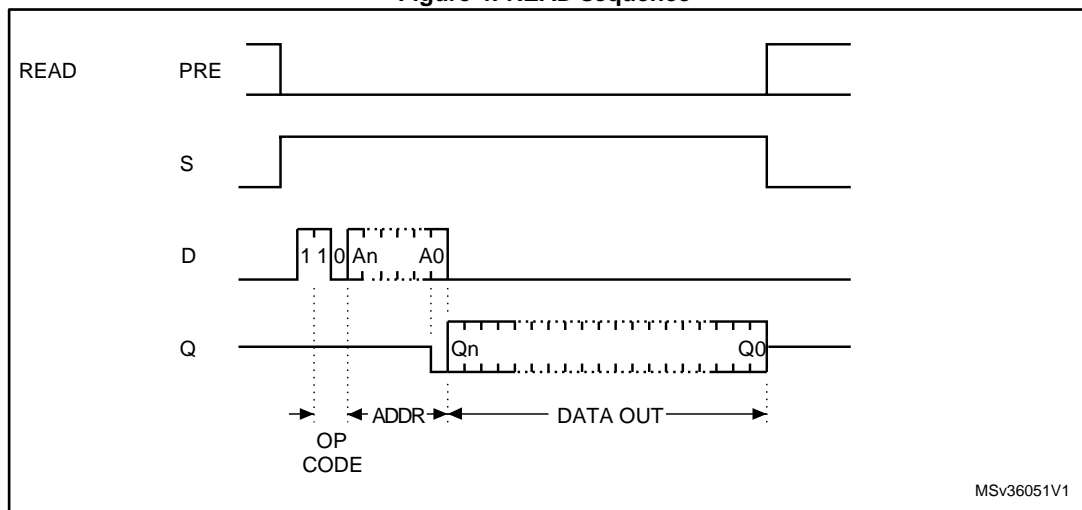 Figure 4. READ sequence
READ PRE
S
D 1 1 0 An A0
Q Qn Q0
ADDR DATA OUT
OP
CODE
MSv36051V1